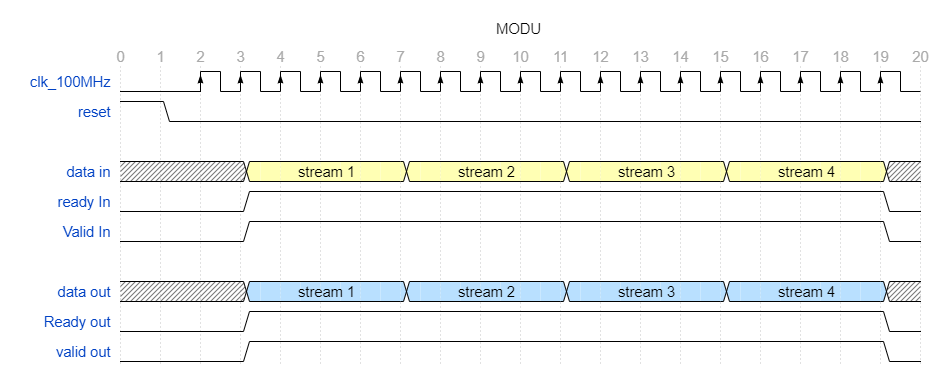 MODU
0 1 2 3 4 5 6 7 8 9 10 11 12 13 14 15 16 17 18 19 20
clk_100MHz
reset
data in stream 1 stream 2 stream 3 stream 4
ready In
Valid In
data out stream 1 stream 2 stream 3 stream 4
Ready out
valid out